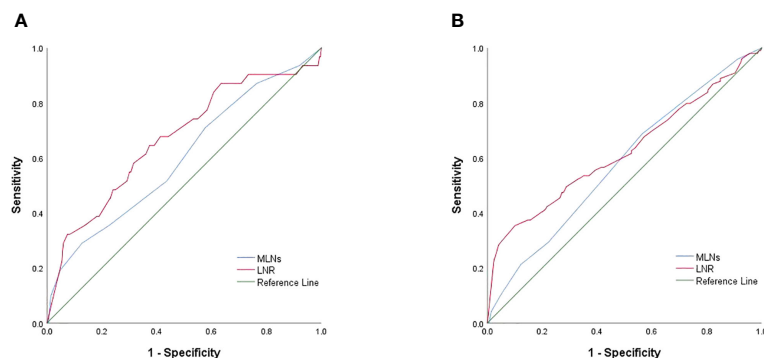 A
1.0
0.8
0.6
0.4
0.2
0.0
Sensitivity
MLNs
LNR
Reference Line
0.0 0.2 0.4 0.6 0.8 1.0
1 - Specificity
B
1.0
0.8
0.6
0.4
0.2
0.0
Sensitivity
MLNs
LNR
Reference Line
0.0 0.2 0.4 0.6 0.8 1.0
1 - Specificity